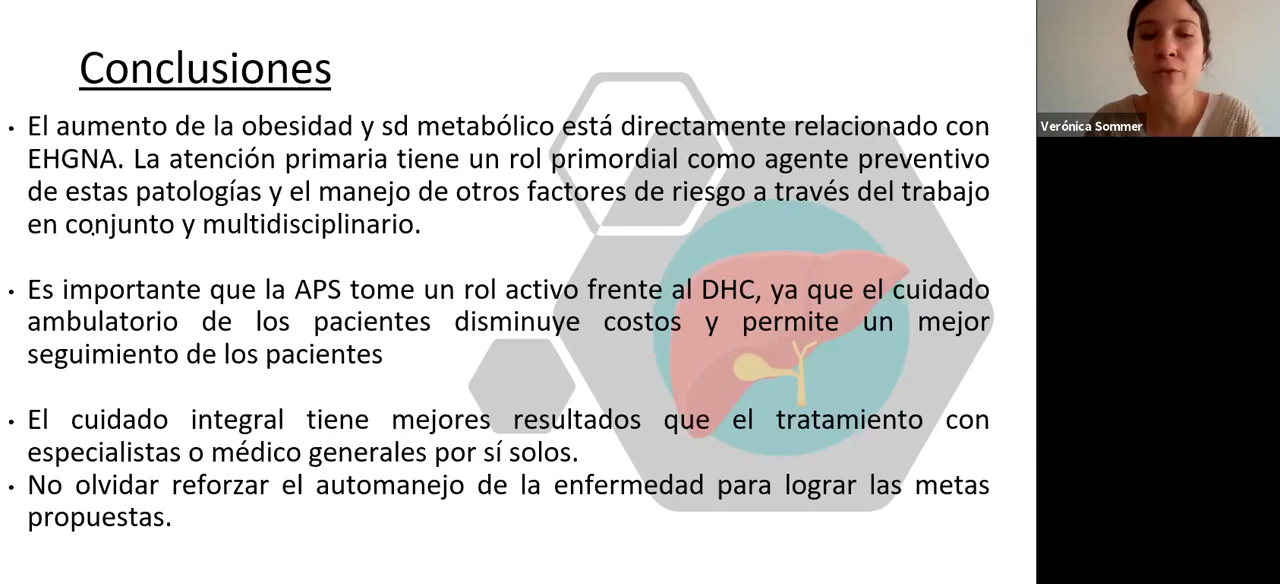 Conclusiones
• El aumento de la obesidad y sd metabólico está directamente relacionado con
EHGNA. La atención primaria tiene un rol primordial como agente preventivo
de estas patologías y el manejo de otros factores de riesgo a través del trabajo
en conjunto y multidisciplinario.
• Es importante que la APS tome un rol activo frente al DHC, ya que el cuidado
ambulatorio de los pacientes disminuye costos y permite un mejor
seguimiento de los pacientes
• El cuidado integral tiene mejores resultados que el tratamiento con
especialistas o médico generales por sí solos.
• No olvidar reforzar el automanejo de la enfermedad para lograr las metas
propuestas.
Verónica Sommer